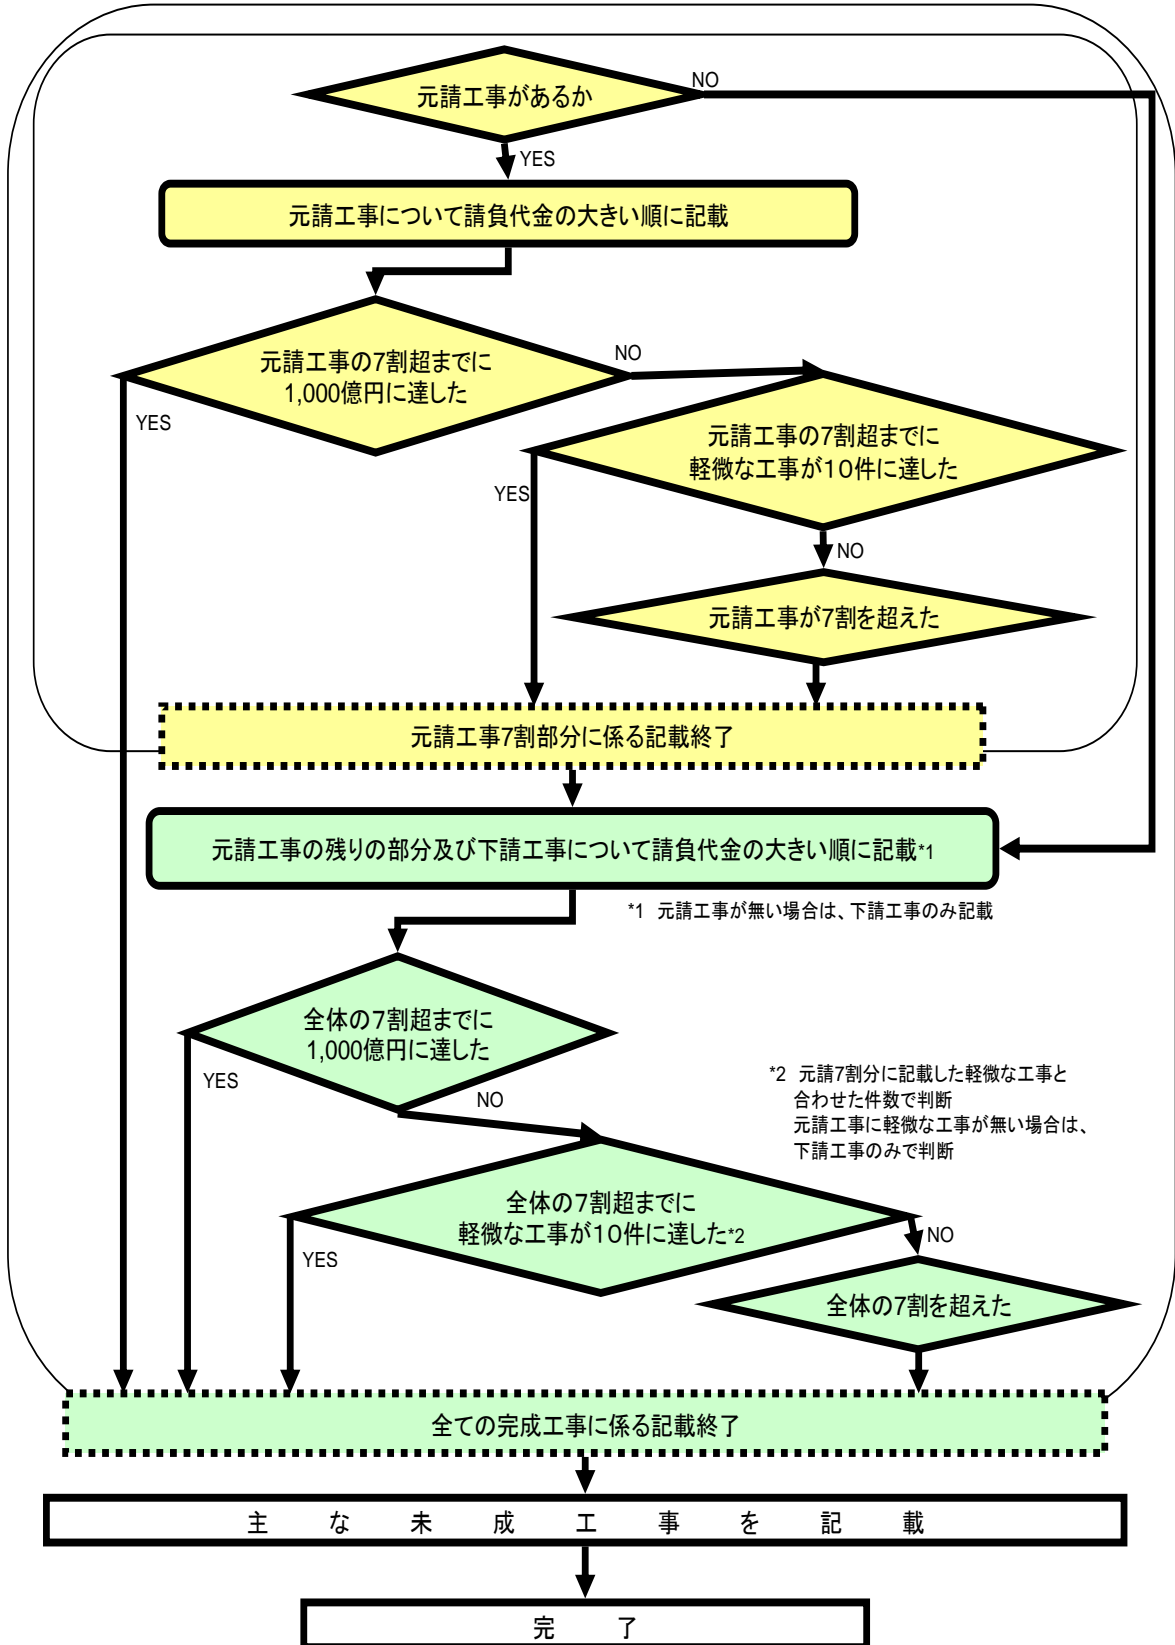 元請工事があるか
NO
YES
元請工事について請負代金の大きい順に記載
元請工事の7割超までに
1,000億円に達した
NO
YES
元請工事の7割超までに
軽微な工事が10件に達した
YES
NO
元請工事が7割を超えた
元請工事7割部分に係る記載終了
元請工事の残りの部分及び下請工事について請負代金の大きい順に記載*1
*1 元請工事が無い場合は、下請工事のみ記載
全体の7割超までに
1,000億円に達した
YES
NO
*2 元請7割分に記載した軽微な工事と
合わせた件数で判断
元請工事に軽微な工事が無い場合は、
下請工事のみで判断
全体の7割超までに
軽微な工事が10件に達した*2
YES
NO
全体の7割を超えた
全ての完成工事に係る記載終了
主な未成工事を記載
完了